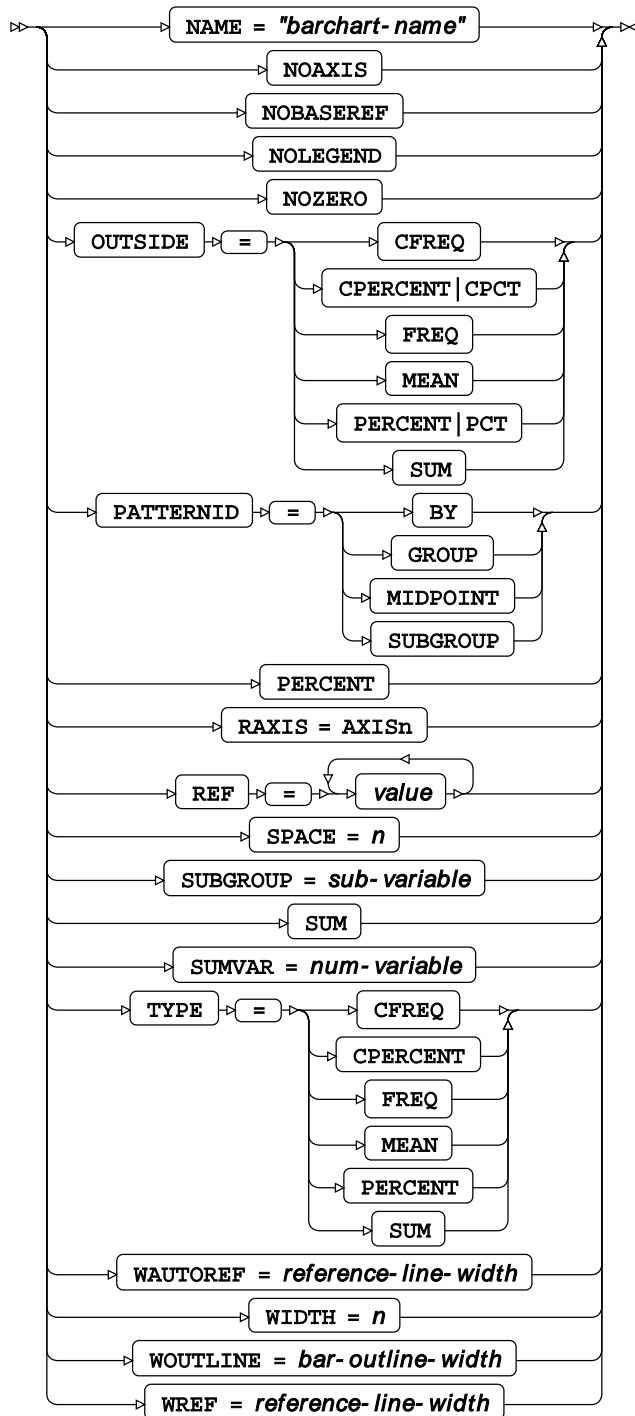 NAME = "barchart-name"
NOAXIS
NOBASEREF
NOLEGEND
NOZERO
OUTSIDE = CFREQ
CPERCENT|CPCT
FREQ
MEAN
PERCENT|PCT
SUM
PATTERNID = BY
GROUP
MIDPOINT
SUBGROUP
PERCENT
RAXIS = AXISn
REF = value
SPACE = n
SUBGROUP = sub-variable
SUM
SUMVAR = num-variable
TYPE = CFREQ
CPERCENT
FREQ
MEAN
PERCENT
SUM
WAUTOREF = reference-line-width
WIDTH = n
WOUTLINE = bar-outline-width
WREF = reference-line-width